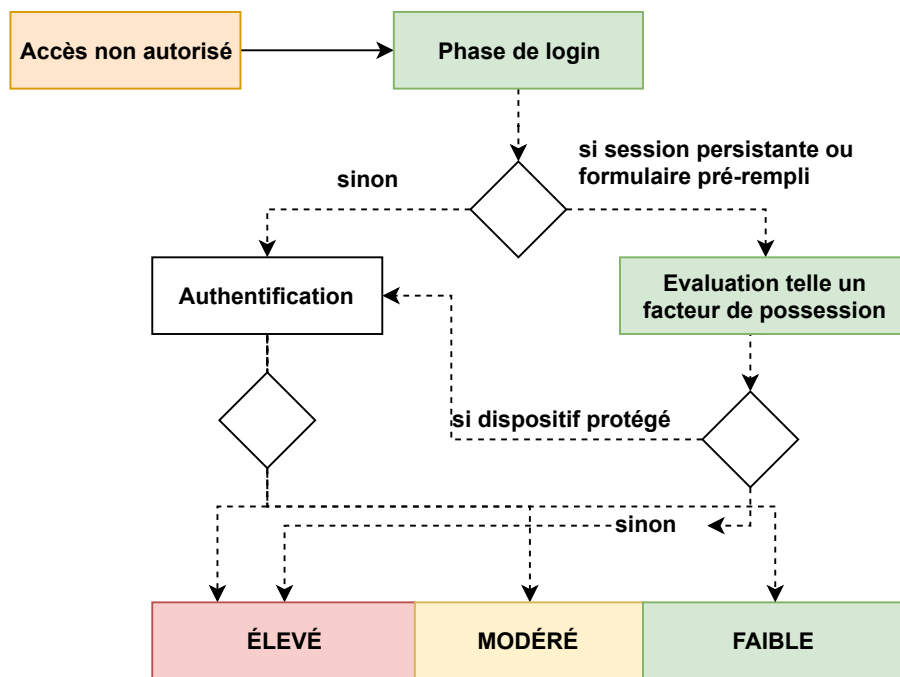 Accès non autorisé
Phase de login
si session persistante ou
formulaire pré-rempli
sinon
Authentification
Evaluation telle un
facteur de possession
si dispositif protégé
sinon
ÉLEVÉ
MODÉRÉ
FAIBLE